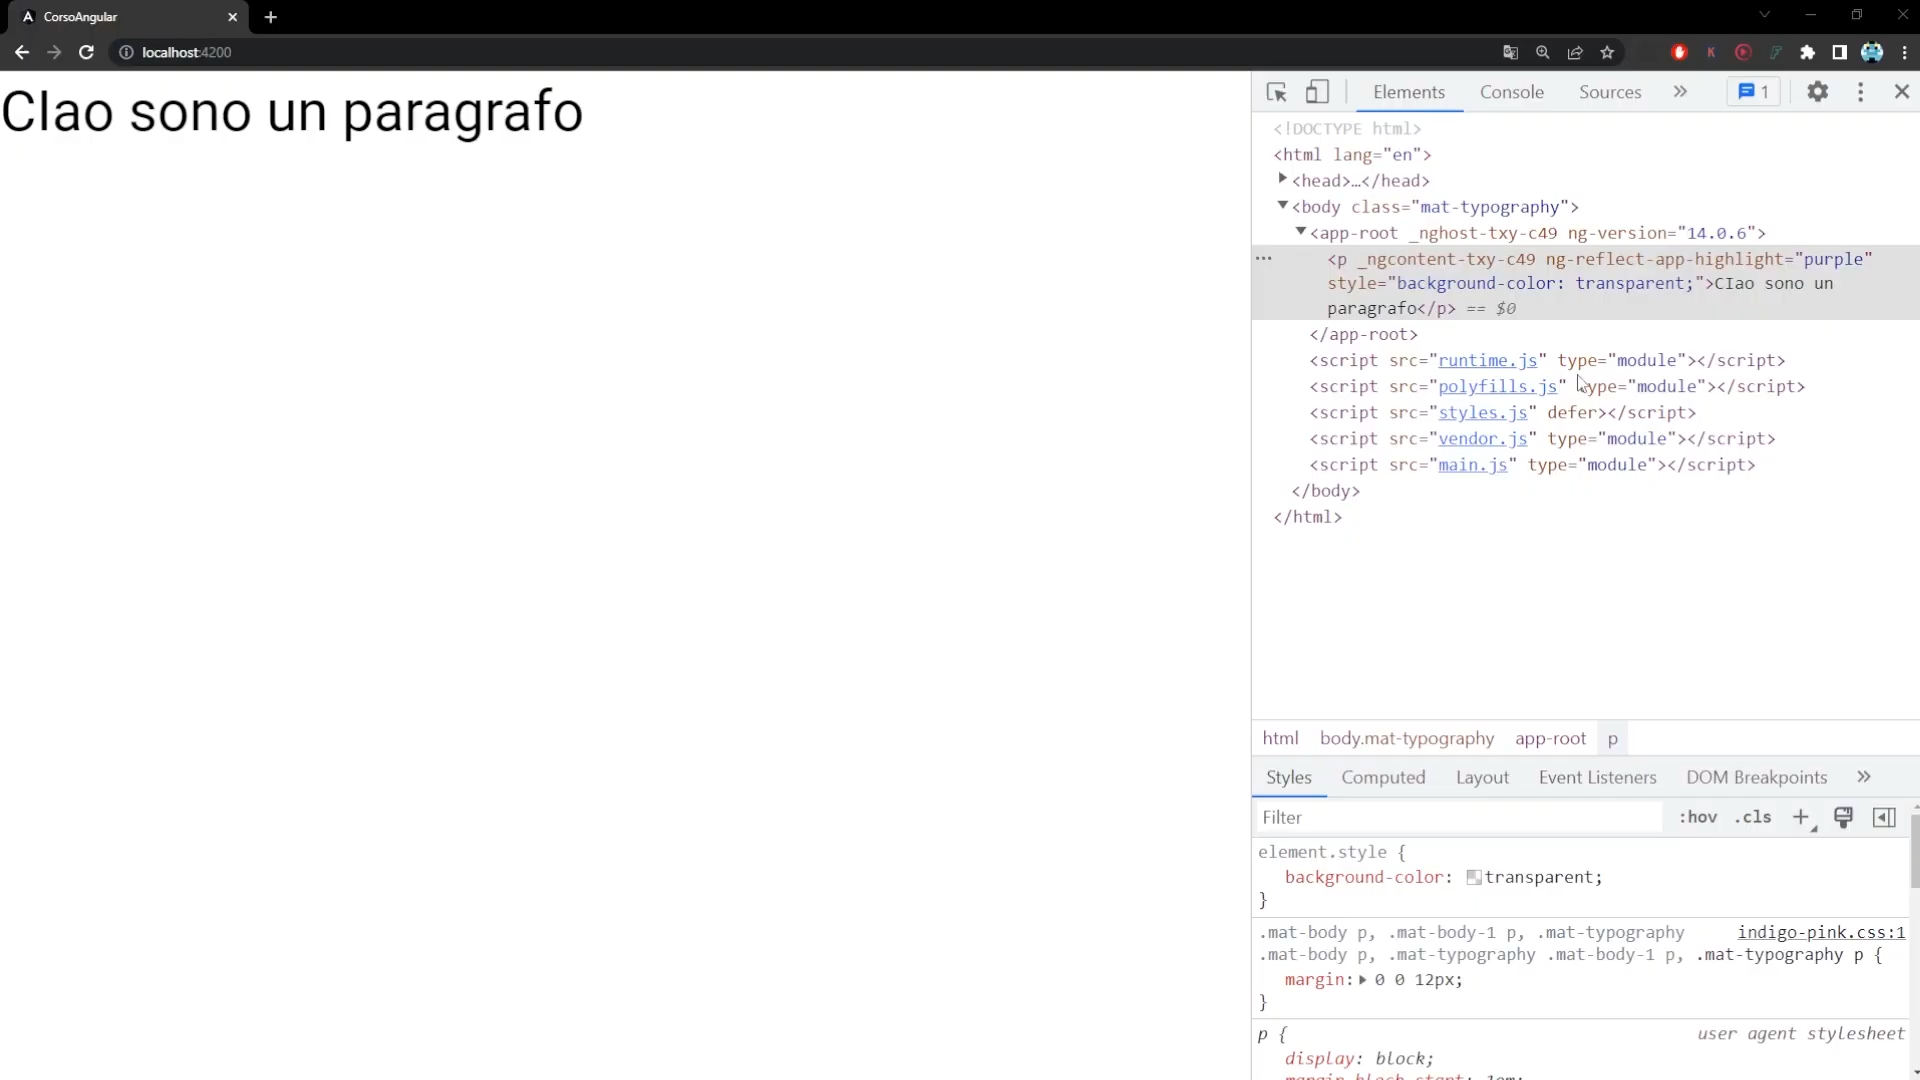 CorsoAngular
localhost:4200
CIao sono un paragrafo
Elements Console Sources » 1
<!DOCTYPE html>
<html lang="en">
<head>…</head>
<body class="mat-typography">
<app-root _nghost-txy-c49 ng-version="14.0.6">
<p _ngcontent-txy-c49 ng-reflect-app-highlight="purple"
style="background-color: transparent;">CIao sono un
paragrafo</p> == $0
</app-root>
<script src="runtime.js" type="module"></script>
<script src="polyfills.js" type="module"></script>
<script src="styles.js" defer></script>
<script src="vendor.js" type="module"></script>
<script src="main.js" type="module"></script>
</body>
</html>
html body.mat-typography app-root p
Styles Computed Layout Event Listeners DOM Breakpoints »
Filter :hov .cls
element.style {
background-color: transparent;
}
.mat-body p, .mat-body-1 p, .mat-typography indigo-pink.css:1
.mat-body p, .mat-typography .mat-body-1 p, .mat-typography p {
margin: 0 0 12px;
}
p { user agent stylesheet
display: block;